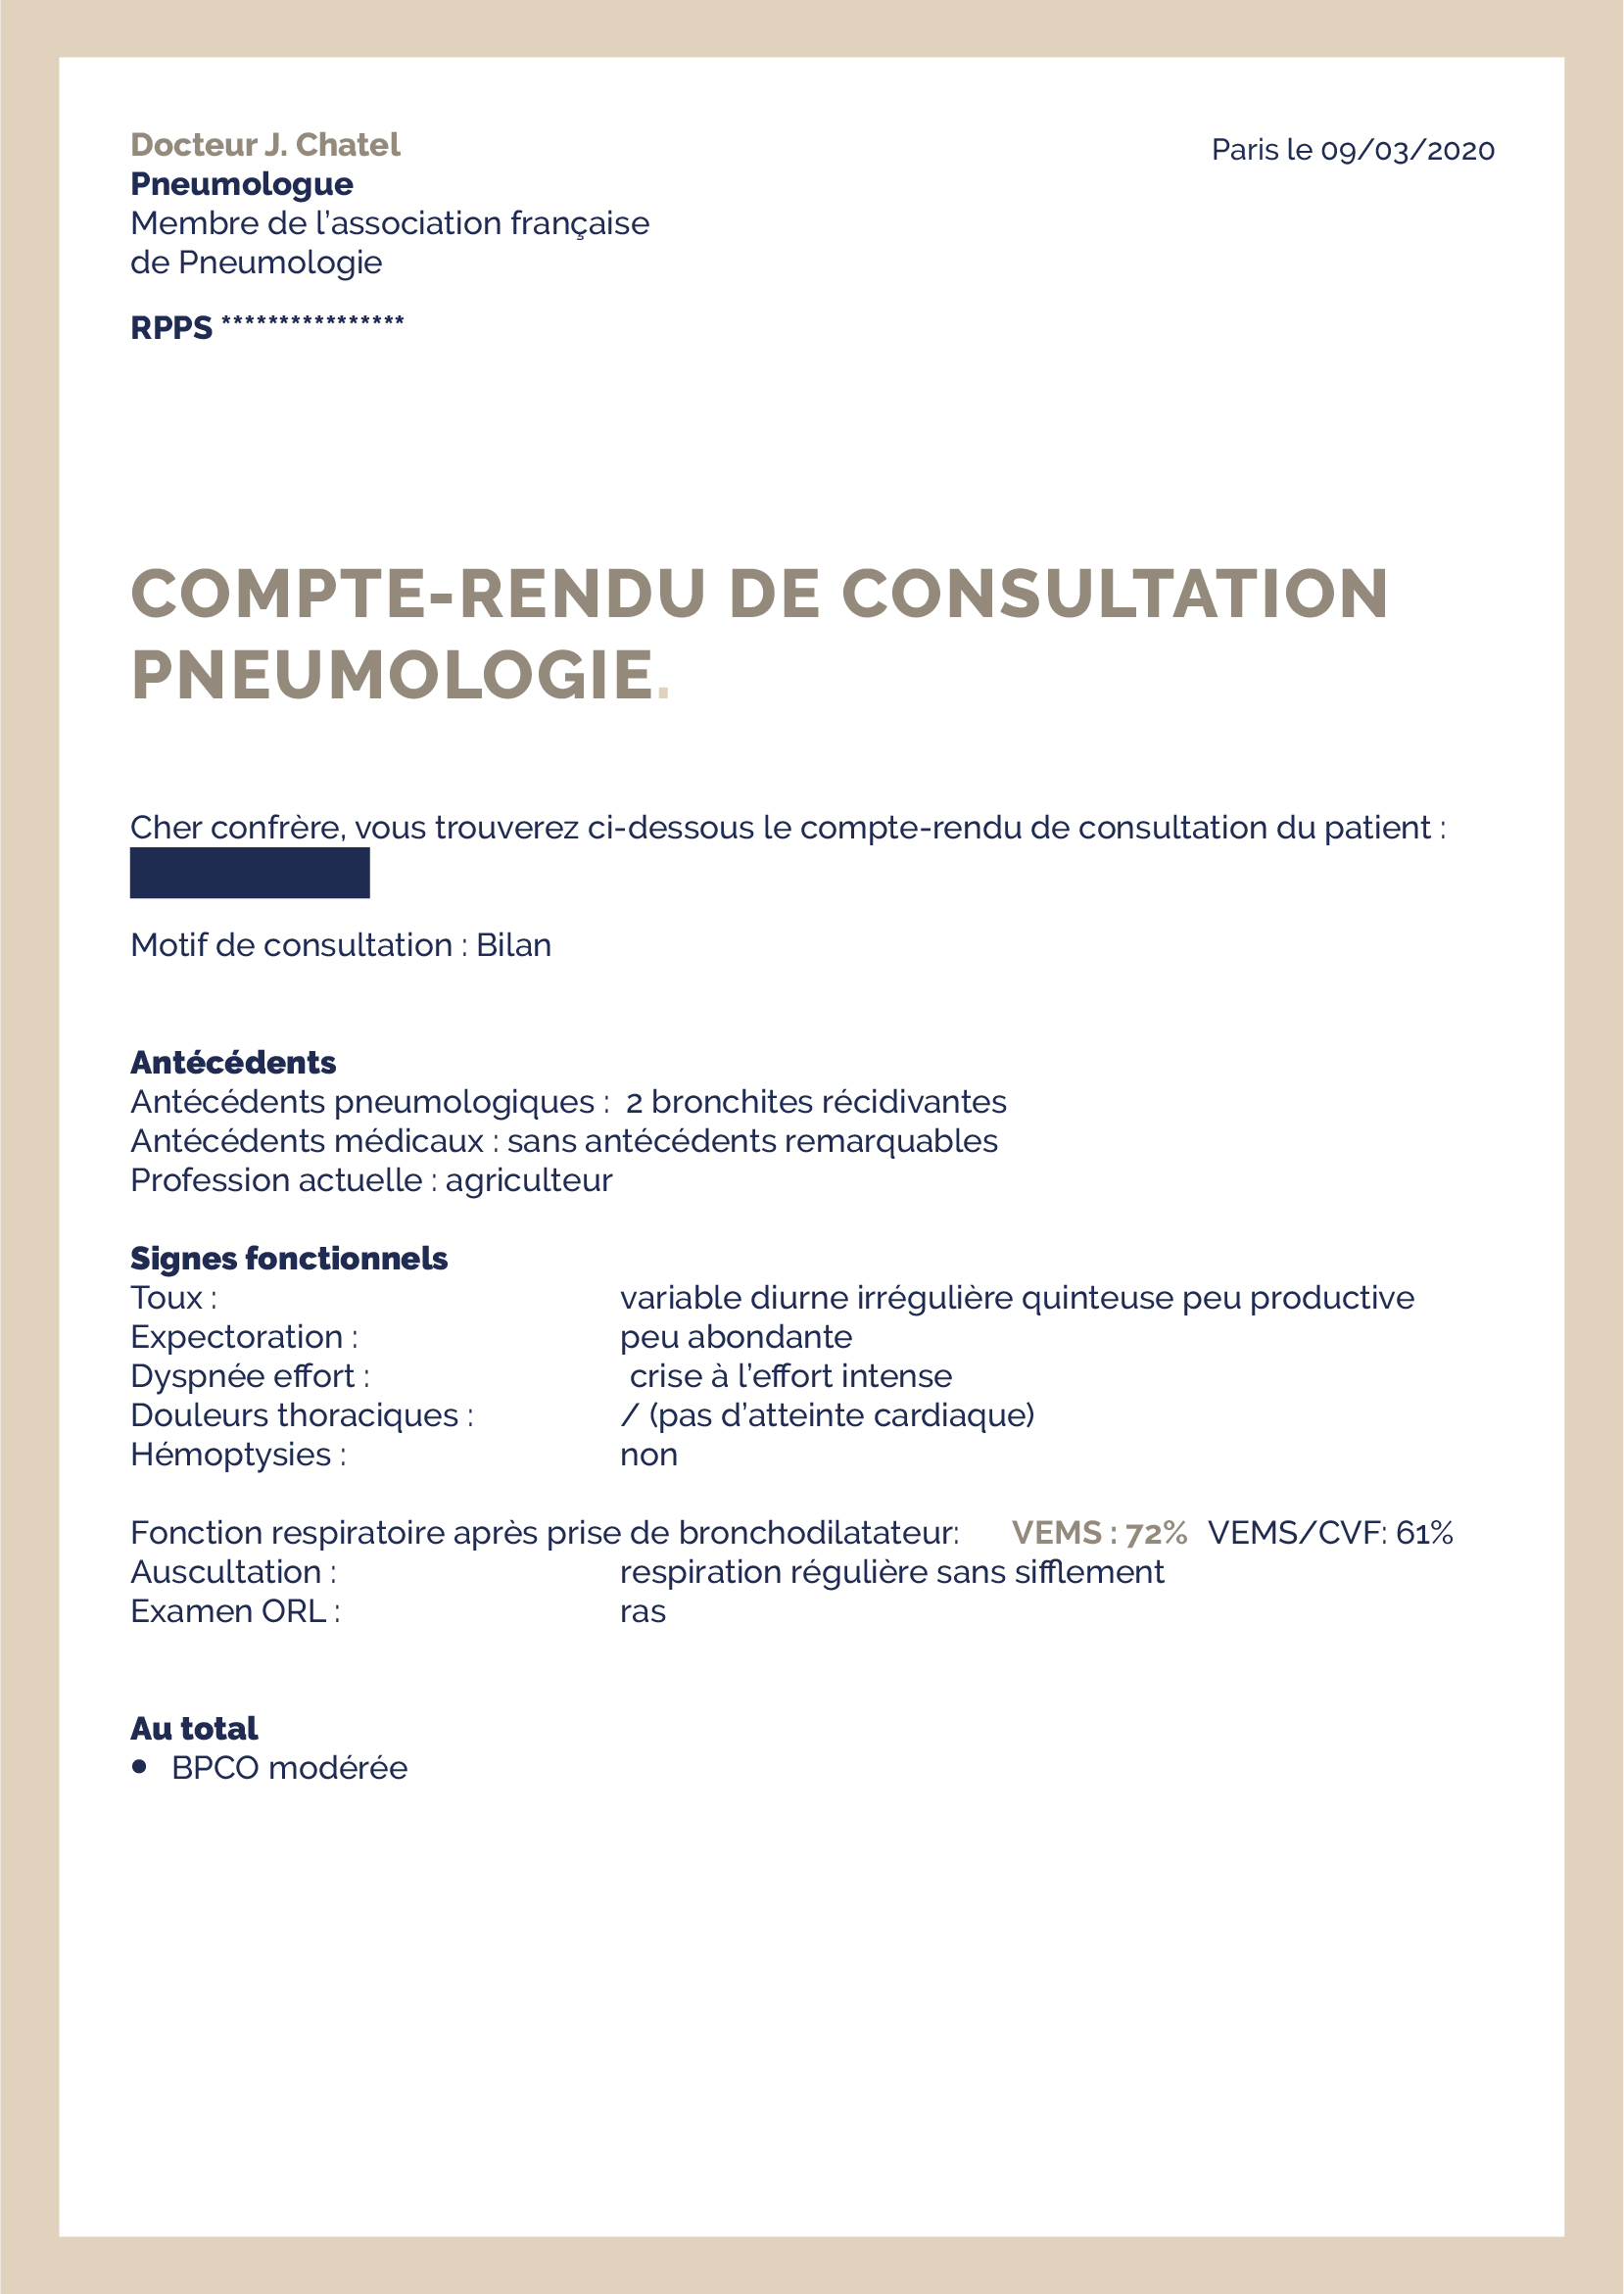 Docteur J. Chatel
Paris le 09/03/2020
Pneumologue
Membre de l’association française
de Pneumologie
RPPS ****************
COMPTE-RENDU DE CONSULTATION
PNEUMOLOGIE.
Cher confrère, vous trouverez ci-dessous le compte-rendu de consultation du patient :
Motif de consultation : Bilan
Antécédents
Antécédents pneumologiques : 2 bronchites récidivantes
Antécédents médicaux : sans antécédents remarquables
Profession actuelle : agriculteur
Signes fonctionnels
Toux : variable diurne irrégulière quinteuse peu productive
Expectoration : peu abondante
Dyspnée effort : crise à l’effort intense
Douleurs thoraciques : / (pas d’atteinte cardiaque)
Hémoptysies : non
Fonction respiratoire après prise de bronchodilatateur: VEMS : 72% VEMS/CVF: 61%
Auscultation : respiration régulière sans sifflement
Examen ORL : ras
Au total
• BPCO modérée